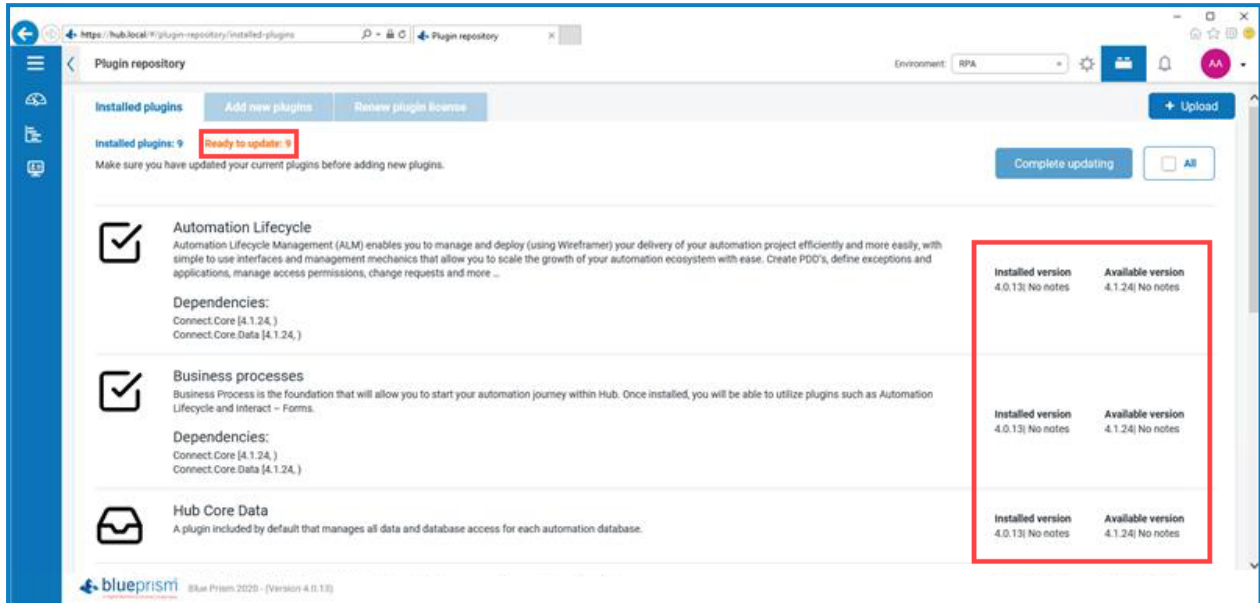 https://hub.local/#/plugin-repository/installed-plugins
Plugin repository
Plugin repository
Environment: RPA
AA
Installed plugins
Add new plugins
Renew plugin license
+ Upload
Installed plugins: 9 Ready to update: 9
Make sure you have updated your current plugins before adding new plugins.
Complete updating
All
Automation Lifecycle
Automation Lifecycle Management (ALM) enables you to manage and deploy (using Wireframer) your delivery of your automation project efficiently and more easily, with
simple to use interfaces and management mechanics that allow you to scale the growth of your automation ecosystem with ease. Create PDD's, define exceptions and
applications, manage access permissions, change requests and more ...
Installed version Available version
4.0.13| No notes 4.1.24| No notes
Dependencies:
Connect.Core [4.1.24, )
Connect.Core.Data [4.1.24, )
Business processes
Business Process is the foundation that will allow you to start your automation journey within Hub. Once installed, you will be able to utilize plugins such as Automation
Lifecycle and Interact – Forms.
Installed version Available version
4.0.13| No notes 4.1.24| No notes
Dependencies:
Connect.Core [4.1.24, )
Connect.Core.Data [4.1.24, )
Hub Core Data
A plugin included by default that manages all data and database access for each automation database.
Installed version Available version
4.0.13| No notes 4.1.24| No notes
blueprism
Blue Prism 2020 - (Version 4.0.13)